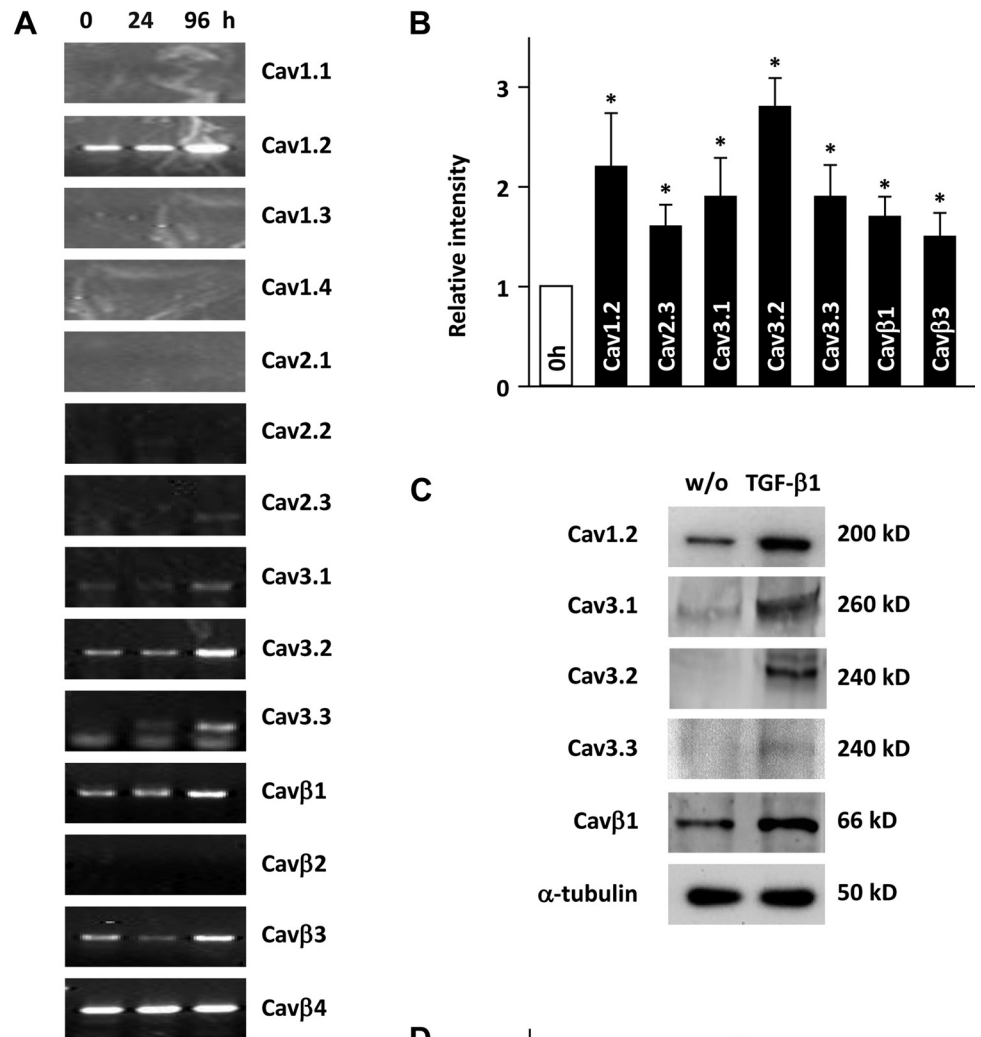 A
0 24 96 h
Cav1.1
Cav1.2
Cav1.3
Cav1.4
Cav2.1
Cav2.2
Cav2.3
Cav3.1
Cav3.2
Cav3.3
Cavβ1
Cavβ2
Cavβ3
Cavβ4
B
Relative intensity
3
2
1
0
* * * * * * *
0h
Cav1.2
Cav2.3
Cav3.1
Cav3.2
Cav3.3
Cavβ1
Cavβ3
C
w/o TGF-β1
Cav1.2 200 kD
Cav3.1 260 kD
Cav3.2 240 kD
Cav3.3 240 kD
Cavβ1 66 kD
α-tubulin 50 kD
D